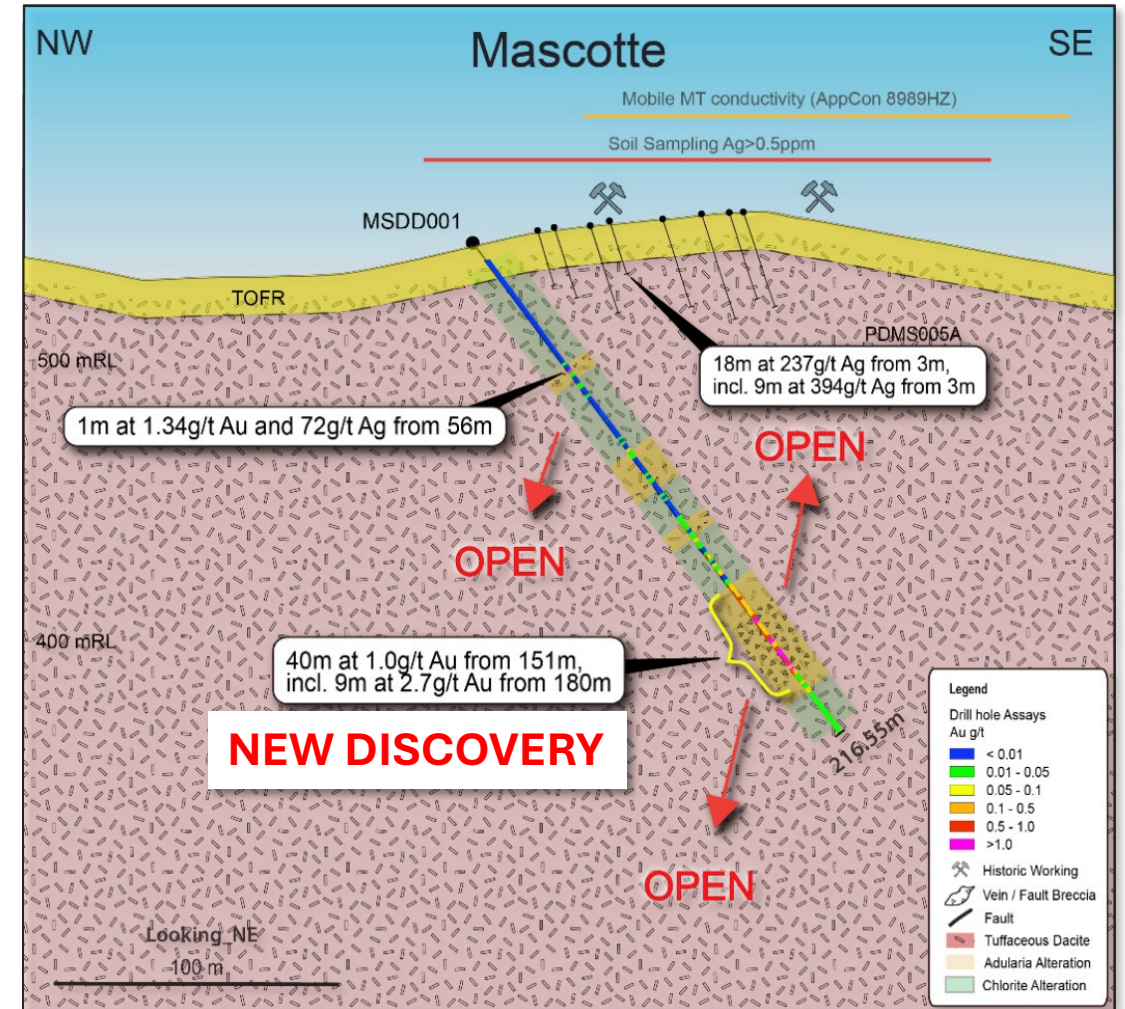 NW
Mascotte
SE
Mobile MT conductivity (AppCon 8989HZ)
Soil Sampling Ag>0.5ppm
MSDD001
TOFR
500 mRL
PDMS005A
18m at 237g/t Ag from 3m,
incl. 9m at 394g/t Ag from 3m
1m at 1.34g/t Au and 72g/t Ag from 56m
OPEN
OPEN
400 mRL
40m at 1.0g/t Au from 151m,
incl. 9m at 2.7g/t Au from 180m
NEW DISCOVERY
216.55m
OPEN
Looking_NE
100 m
Legend
Drill hole Assays
Au g/t
< 0.01
0.01 - 0.05
0.05 - 0.1
0.1 - 0.5
0.5 - 1.0
>1.0
Historic Working
Vein / Fault Breccia
Fault
Tuffaceous Dacite
Adularia Alteration
Chlorite Alteration